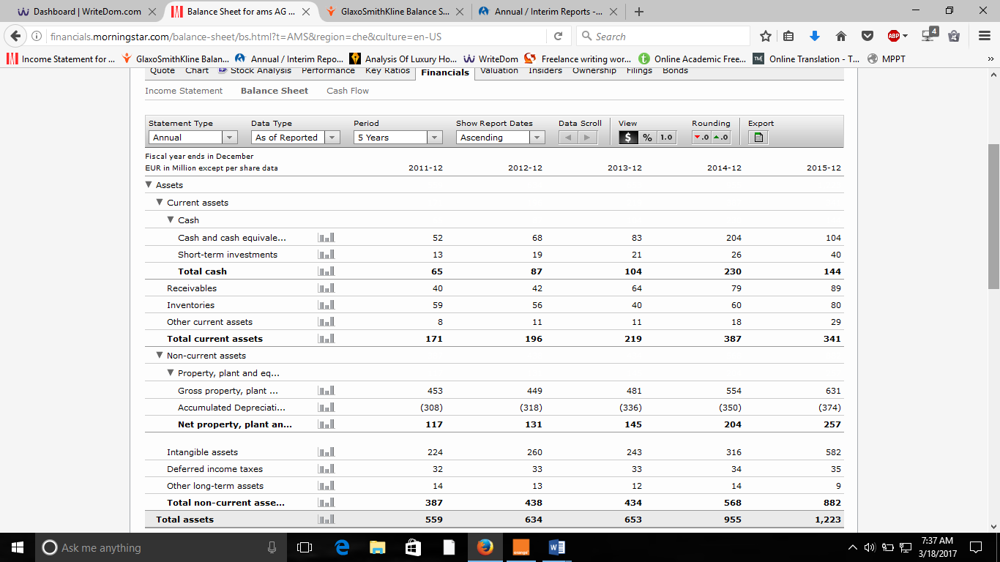 Dashboard | WriteDom.com
Balance Sheet for ams AG ...
GlaxoSmithKline Balance S...
Annual / Interim Reports -...
financials.morningstar.com/balance-sheet/bs.html?t=AMS&region=che&culture=en-US
Search
ABP
4
Income Statement for ...
GlaxoSmithKline Balan...
Annual / Interim Repo...
Analysis Of Luxury Ho...
WriteDom
Freelance writing wor...
Online Academic Free...
Online Translation - T...
MPPT
Quote Chart Stock Analysis Performance Key Ratios Financials Valuation Insiders Ownership Filings Bonds
Income Statement Balance Sheet Cash Flow
Statement Type Data Type Period Show Report Dates Data Scroll View Rounding Export
Annual As of Reported 5 Years Ascending $ % 1.0 .0 .0
Fiscal year ends in December
EUR in Million except per share data 2011-12 2012-12 2013-12 2014-12 2015-12
Assets
Current assets
Cash
Cash and cash equivale... 52 68 83 204 104
Short-term investments 13 19 21 26 40
Total cash 65 87 104 230 144
Receivables 40 42 64 79 89
Inventories 59 56 40 60 80
Other current assets 8 11 11 18 29
Total current assets 171 196 219 387 341
Non-current assets
Property, plant and eq...
Gross property, plant ... 453 449 481 554 631
Accumulated Depreciati... (308) (318) (336) (350) (374)
Net property, plant an... 117 131 145 204 257
Intangible assets 224 260 243 316 582
Deferred income taxes 32 33 33 34 35
Other long-term assets 14 13 12 14 9
Total non-current asse... 387 438 434 568 882
Total assets 559 634 653 955 1,223
Ask me anything
orange
7:37 AM
3/18/2017